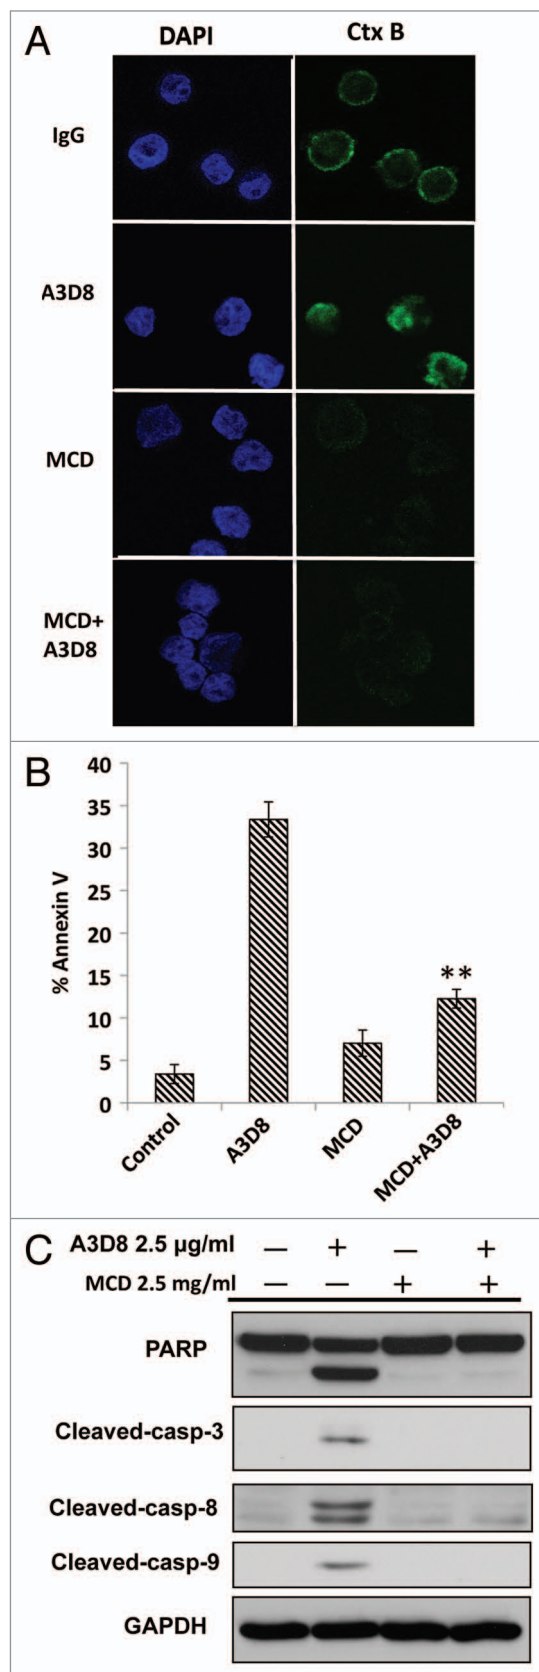 A
DAPI
Ctx B
IgG
A3D8
MCD
MCD+
A3D8
B
40
35
30
25
20
15
10
5
0
% Annexin V
**
Control
A3D8
MCD
MCD+A3D8
C
A3D8 2.5 µg/ml — + — +
MCD 2.5 mg/ml — — + +
PARP
Cleaved-casp-3
Cleaved-casp-8
Cleaved-casp-9
GAPDH